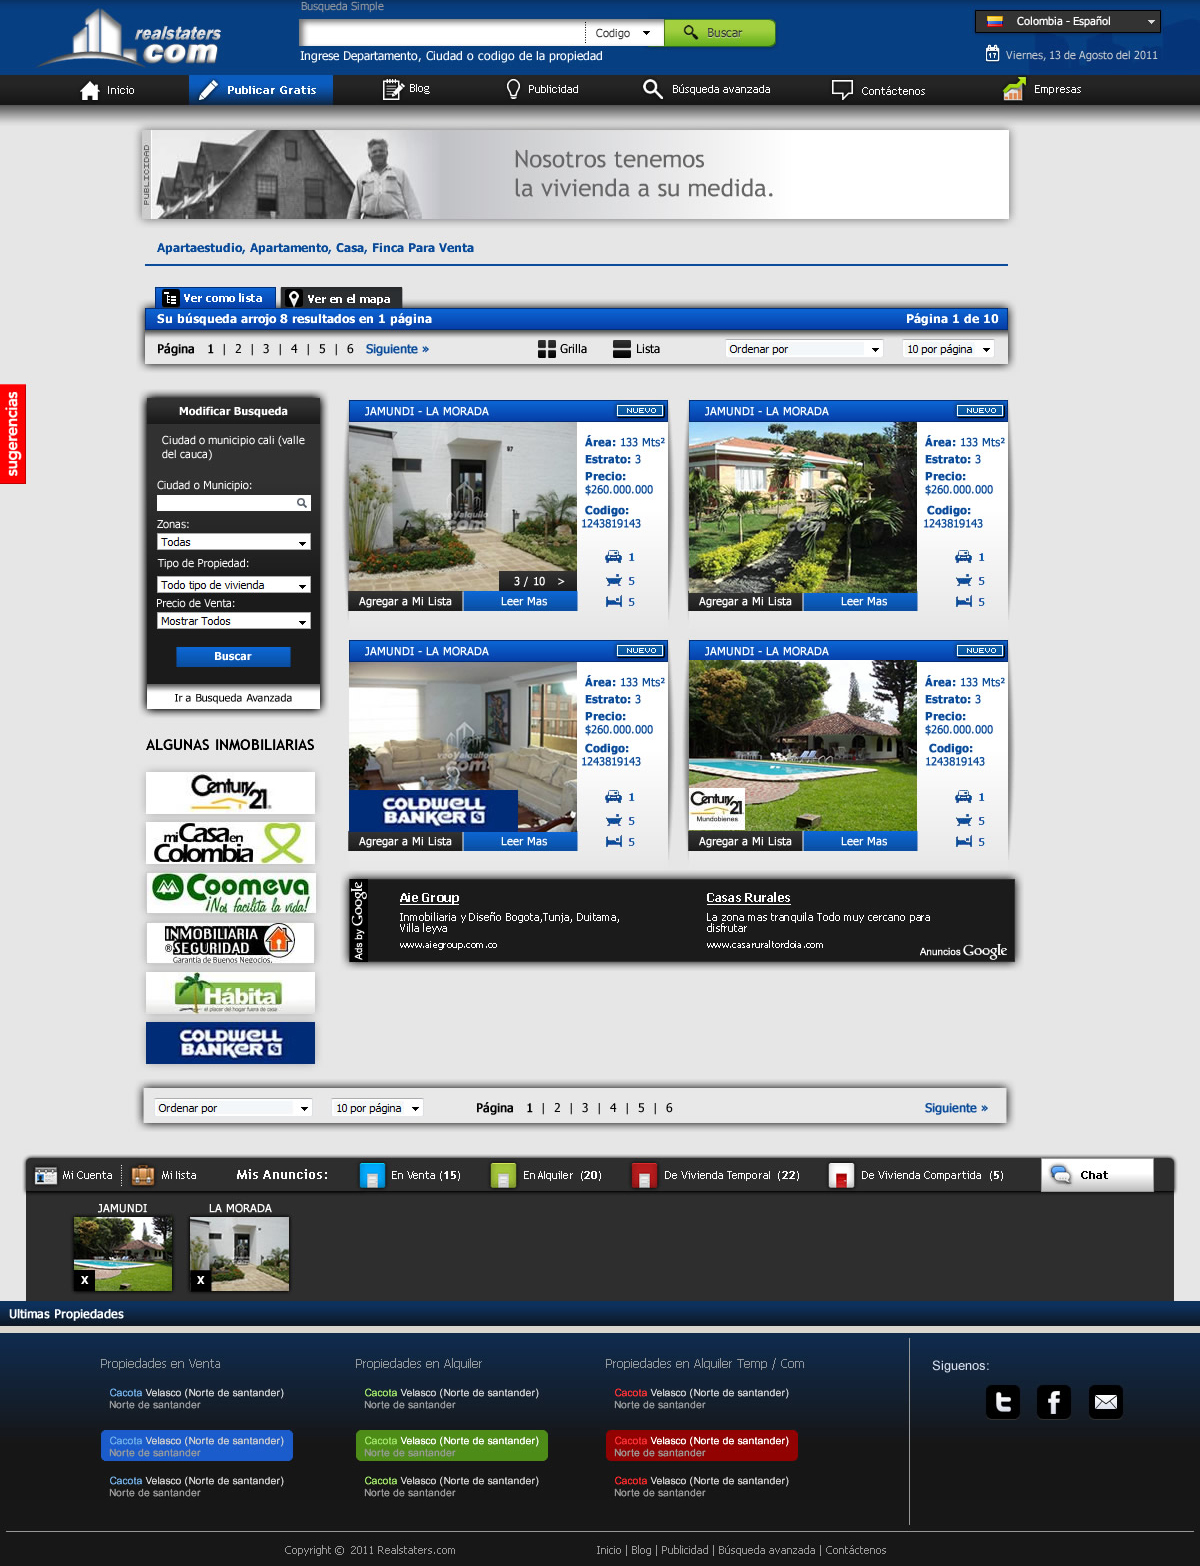 realstaters
.com
Busqueda Simple
Codigo
Buscar
Ingrese Departamento, Ciudad o codigo de la propiedad
Colombia - Español
17
Viernes, 13 de Agosto del 2011
Inicio
Publicar Gratis
Blog
Publicidad
Búsqueda avanzada
Contáctenos
Empresas
PUBLICIDAD
Nosotros tenemos
la vivienda a su medida.
Apartaestudio, Apartamento, Casa, Finca Para Venta
Ver como lista
Ver en el mapa
Su búsqueda arrojo 8 resultados en 1 página
Página 1 de 10
Página 1 | 2 | 3 | 4 | 5 | 6 Siguiente »
Grilla
Lista
Ordenar por
10 por página
sugerencias
Modificar Busqueda
Ciudad o municipio cali (valle
del cauca)
Ciudad o Municipio:
Zonas:
Todas
Tipo de Propiedad:
Todo tipo de vivienda
Precio de Venta:
Mostrar Todos
Buscar
Ir a Busqueda Avanzada
JAMUNDI - LA MORADA
NUEVO
Área: 133 Mts²
Estrato: 3
Precio:
$260.000.000
Codigo:
1243819143
1
5
5
3 / 10 >
Agregar a Mi Lista
Leer Mas
JAMUNDI - LA MORADA
NUEVO
Área: 133 Mts²
Estrato: 3
Precio:
$260.000.000
Codigo:
1243819143
1
5
5
Agregar a Mi Lista
Leer Mas
JAMUNDI - LA MORADA
NUEVO
Área: 133 Mts²
Estrato: 3
Precio:
$260.000.000
Codigo:
1243819143
1
5
5
COLDWELL
BANKER
Agregar a Mi Lista
Leer Mas
JAMUNDI - LA MORADA
NUEVO
Área: 133 Mts²
Estrato: 3
Precio:
$260.000.000
Codigo:
1243819143
1
5
5
Century
21
Mundobienes
Agregar a Mi Lista
Leer Mas
ALGUNAS INMOBILIARIAS
Century
21
mi Casa en
Colombia
Coomeva
¡Nos facilita la vida!
INMOBILIARIA
® SEGURIDAD
Garantía de Buenos Negocios.
Hábita
el placer del hogar fuera de casa
COLDWELL
BANKER
Ads by Google
Aie Group
Inmobiliaria y Diseño Bogota,Tunja, Duitama,
Villa leyva
www.aiegroup.com.co
Casas Rurales
La zona mas tranquila Todo muy cercano para
disfrutar
www.casaruraltordoia.com
Anuncios Google
Ordenar por
10 por página
Página 1 | 2 | 3 | 4 | 5 | 6
Siguiente »
Mi Cuenta
Mi lista
Mis Anuncios:
En Venta (15)
En Alquiler (20)
De Vivienda Temporal (22)
De Vivienda Compartida (5)
Chat
JAMUNDI
X
LA MORADA
X
Ultimas Propiedades
Propiedades en Venta
Cacota Velasco (Norte de santander)
Norte de santander
Cacota Velasco (Norte de santander)
Norte de santander
Cacota Velasco (Norte de santander)
Norte de santander
Propiedades en Alquiler
Cacota Velasco (Norte de santander)
Norte de santander
Cacota Velasco (Norte de santander)
Norte de santander
Cacota Velasco (Norte de santander)
Norte de santander
Propiedades en Alquiler Temp / Com
Cacota Velasco (Norte de santander)
Norte de santander
Cacota Velasco (Norte de santander)
Norte de santander
Cacota Velasco (Norte de santander)
Norte de santander
Siguenos:
Copyright © 2011 Realstaters.com
Inicio | Blog | Publicidad | Búsqueda avanzada | Contáctenos